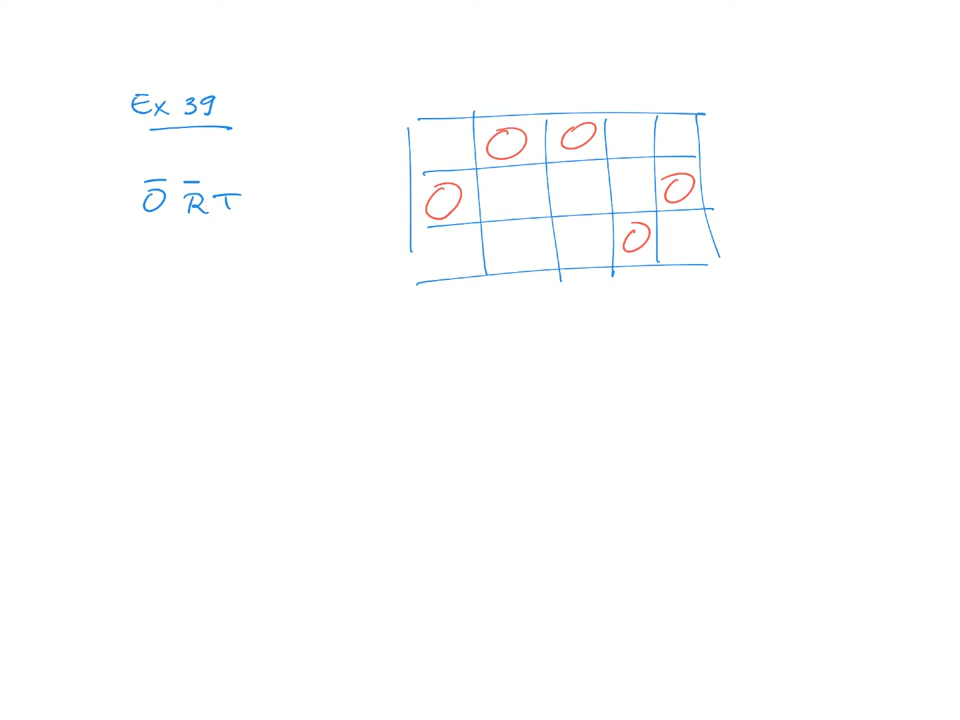 Ex 39
O̅ R̅ T
O O
O O
O